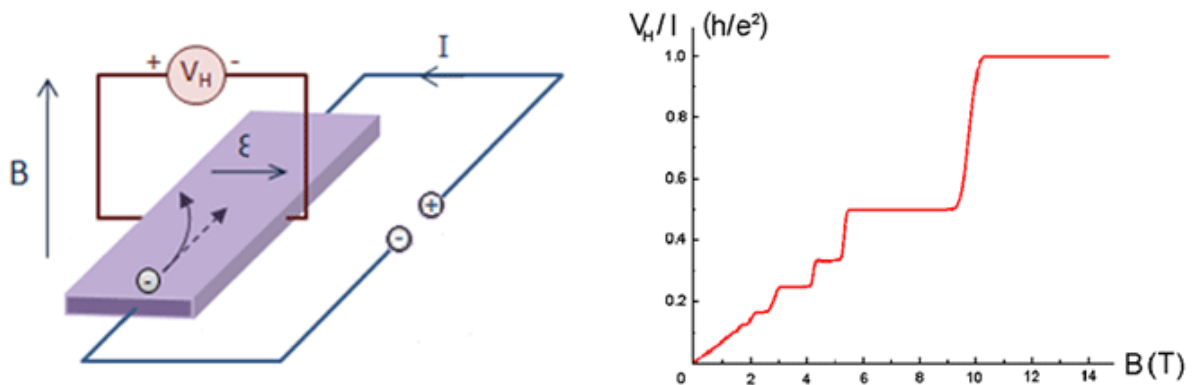 + V_H -
I
B
ε
-
+
-
V_H / I (h/e²)
1.0
0.8
0.6
0.4
0.2
0 2 4 6 8 10 12 14 B (T)